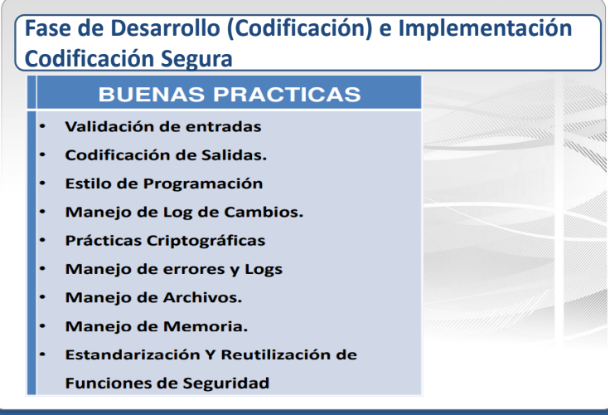 Fase de Desarrollo (Codificación) e Implementación
Codificación Segura
BUENAS PRACTICAS
• Validación de entradas
• Codificación de Salidas.
• Estilo de Programación
• Manejo de Log de Cambios.
• Prácticas Criptográficas
• Manejo de errores y Logs
• Manejo de Archivos.
• Manejo de Memoria.
• Estandarización Y Reutilización de
Funciones de Seguridad